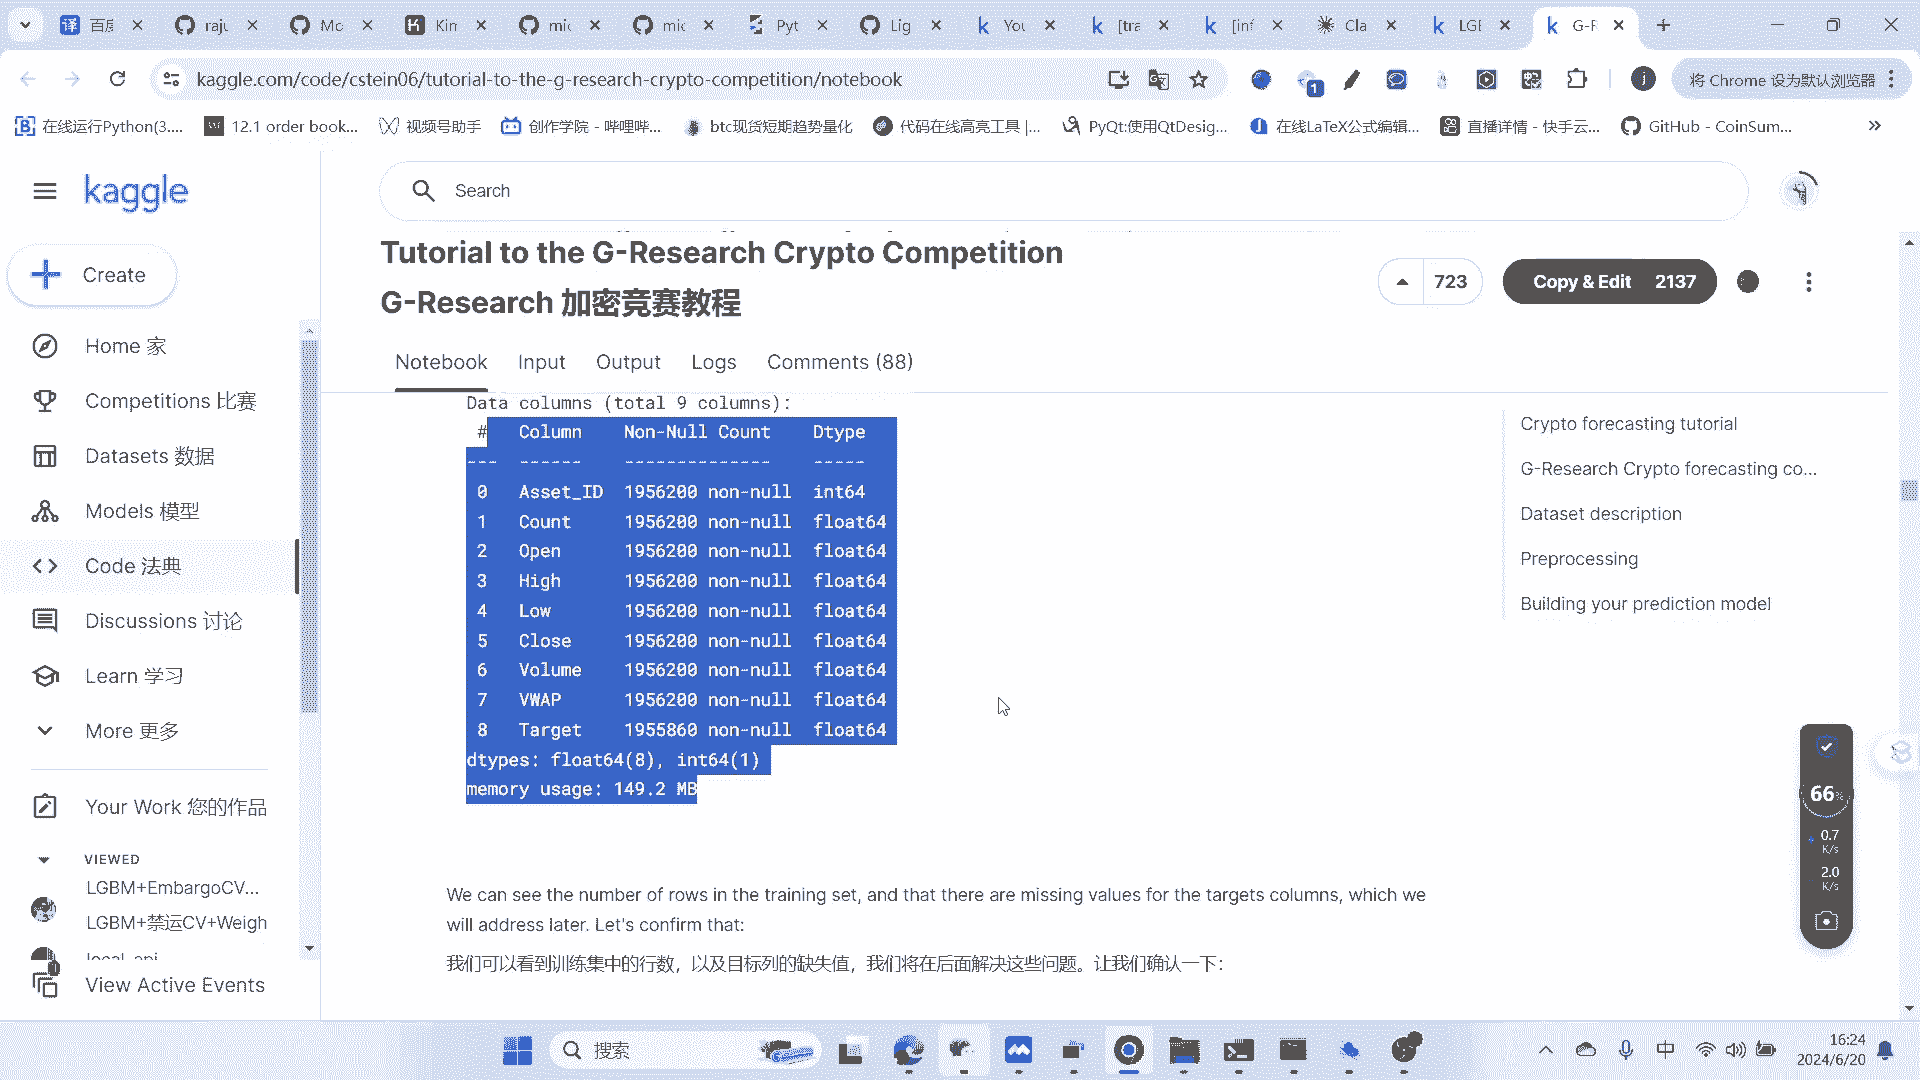 译 百度
raju
Mo
Kin
mic
mic
Pyt
Lig
You
[tra
[inf
Cla
LGB
G-R
kaggle.com/code/cstein06/tutorial-to-the-g-research-crypto-competition/notebook
1
j
将 Chrome 设为默认浏览器
在线运行Python(3....
12.1 order book...
视频号助手
创作学院 - 哔哩哔...
btc现货短期趋势量化
代码在线高亮工具 |...
PyQt:使用QtDesig...
在线LaTeX公式编辑...
直播详情 - 快手云...
GitHub - CoinSum...
kaggle
Search
Create
Home 家
Competitions 比赛
Datasets 数据
Models 模型
Code 法典
Discussions 讨论
Learn 学习
More 更多
Your Work 您的作品
VIEWED
LGBM+EmbargoCV...
LGBM+禁运CV+Weigh
local_api
View Active Events
Tutorial to the G-Research Crypto Competition
G-Research 加密竞赛教程
723
Copy & Edit 2137
Notebook Input Output Logs Comments (88)
Data columns (total 9 columns):
# Column Non-Null Count Dtype
--- ------ -------------- -----
0 Asset_ID 1956200 non-null int64
1 Count 1956200 non-null float64
2 Open 1956200 non-null float64
3 High 1956200 non-null float64
4 Low 1956200 non-null float64
5 Close 1956200 non-null float64
6 Volume 1956200 non-null float64
7 VWAP 1956200 non-null float64
8 Target 1955860 non-null float64
dtypes: float64(8), int64(1)
memory usage: 149.2 MB
We can see the number of rows in the training set, and that there are missing values for the targets columns, which we
will address later. Let's confirm that:
我们可以看到训练集中的行数，以及目标列的缺失值，我们将在后面解决这些问题。让我们确认一下：
Crypto forecasting tutorial
G-Research Crypto forecasting co...
Dataset description
Preprocessing
Building your prediction model
66%
0.7
K/s
2.0
K/s
搜索
中
16:24
2024/6/20